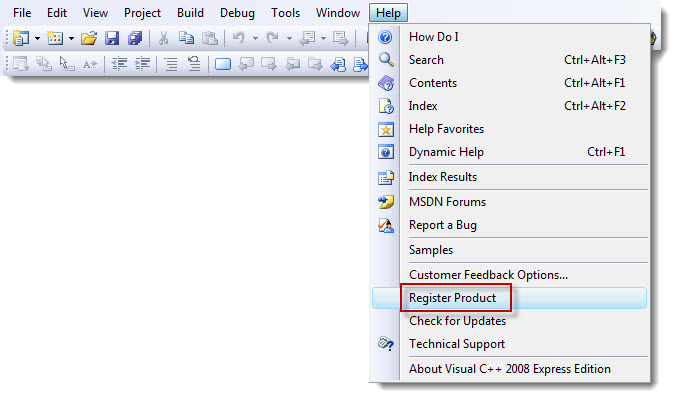 File Edit View Project Build Debug Tools Window Help
How Do I
Search Ctrl+Alt+F3
Contents Ctrl+Alt+F1
Index Ctrl+Alt+F2
Help Favorites
Dynamic Help Ctrl+F1
Index Results
MSDN Forums
Report a Bug
Samples
Customer Feedback Options...
Register Product
Check for Updates
Technical Support
About Visual C++ 2008 Express Edition